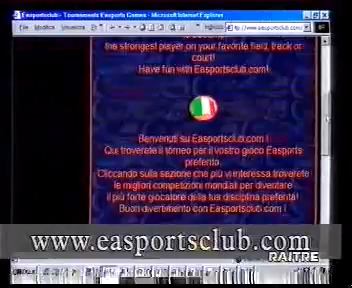 Easportsclub - Tournaments Easports Games - Microsoft Internet Explorer
File Modifica
the strongest player on your favorite field, track or
court!
Have fun with Easportsclub.com!
Benvenuti su Easportsclub.com !
Qui troverete il torneo per il vostro gioco Easports
preferito.
Cliccando sulla sezione che più vi interessa troverete
le migliori competizioni mondiali per diventare
il più forte giocatore della tua disciplina preferita!
Buon divertimento con Easportsclub.com !
www.easportsclub.com
RAITRE